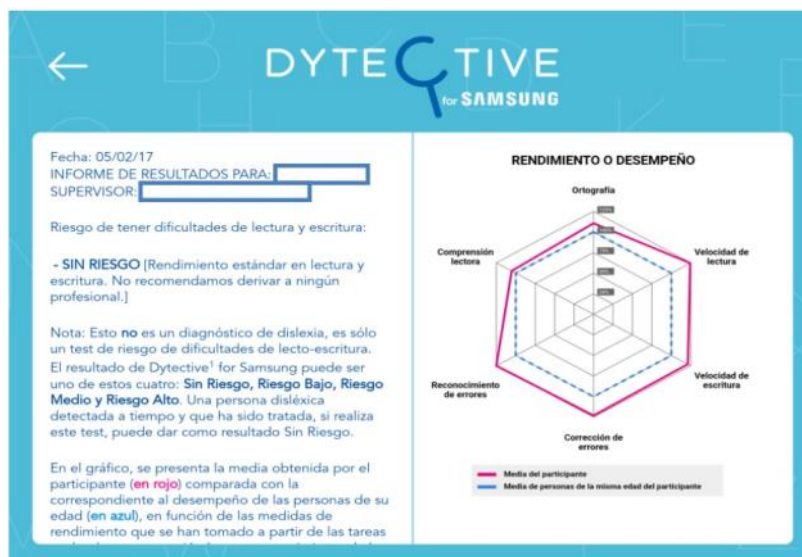 DYTECTIVE
for SAMSUNG
Fecha: 05/02/17
INFORME DE RESULTADOS PARA:
SUPERVISOR:
Riesgo de tener dificultades de lectura y escritura:
- SIN RIESGO [Rendimiento estándar en lectura y
escritura. No recomendamos derivar a ningún
profesional.]
Nota: Esto no es un diagnóstico de dislexia, es sólo
un test de riesgo de dificultades de lecto-escritura.
El resultado de Dytective¹ for Samsung puede ser
uno de estos cuatro: Sin Riesgo, Riesgo Bajo, Riesgo
Medio y Riesgo Alto. Una persona disléxica
detectada a tiempo y que ha sido tratada, si realiza
este test, puede dar como resultado Sin Riesgo.
En el gráfico, se presenta la media obtenida por el
participante (en rojo) comparada con la
correspondiente al desempeño de las personas de su
edad (en azul), en función de las medidas de
rendimiento que se han tomado a partir de las tareas
RENDIMIENTO O DESEMPEÑO
Ortografía
Velocidad de
lectura
Velocidad de
escritura
Corrección de
errores
Reconocimiento
de errores
Comprensión
lectora
Media del participante
Media de personas de la misma edad del participante